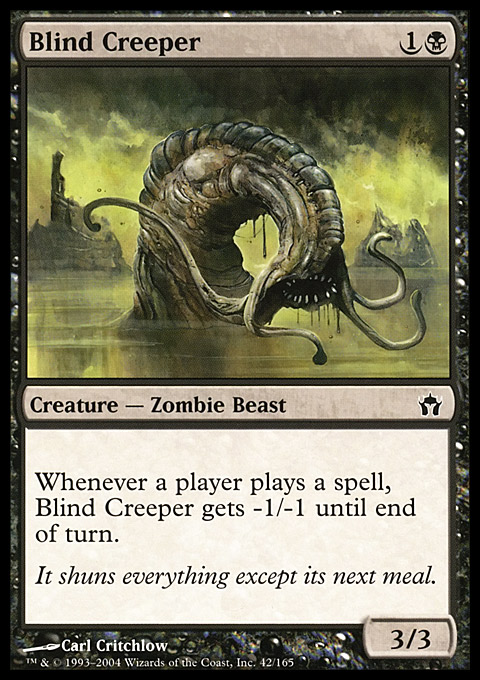 Blind Creeper 1
Creature — Zombie Beast
Whenever a player plays a spell,
Blind Creeper gets -1/-1 until end
of turn.
It shuns everything except its next meal.
3/3
Carl Critchlow
™ & © 1993–2004 Wizards of the Coast, Inc. 42/165